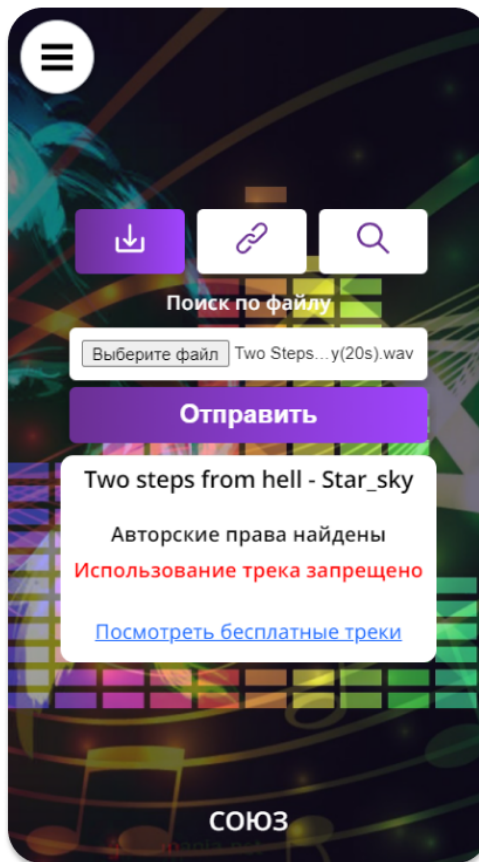 Поиск по файлу
Выберите файл Two Steps...y(20s).wav
Отправить
Two steps from hell - Star_sky
Авторские права найдены
Использование трека запрещено
Посмотреть бесплатные треки
СОЮЗ